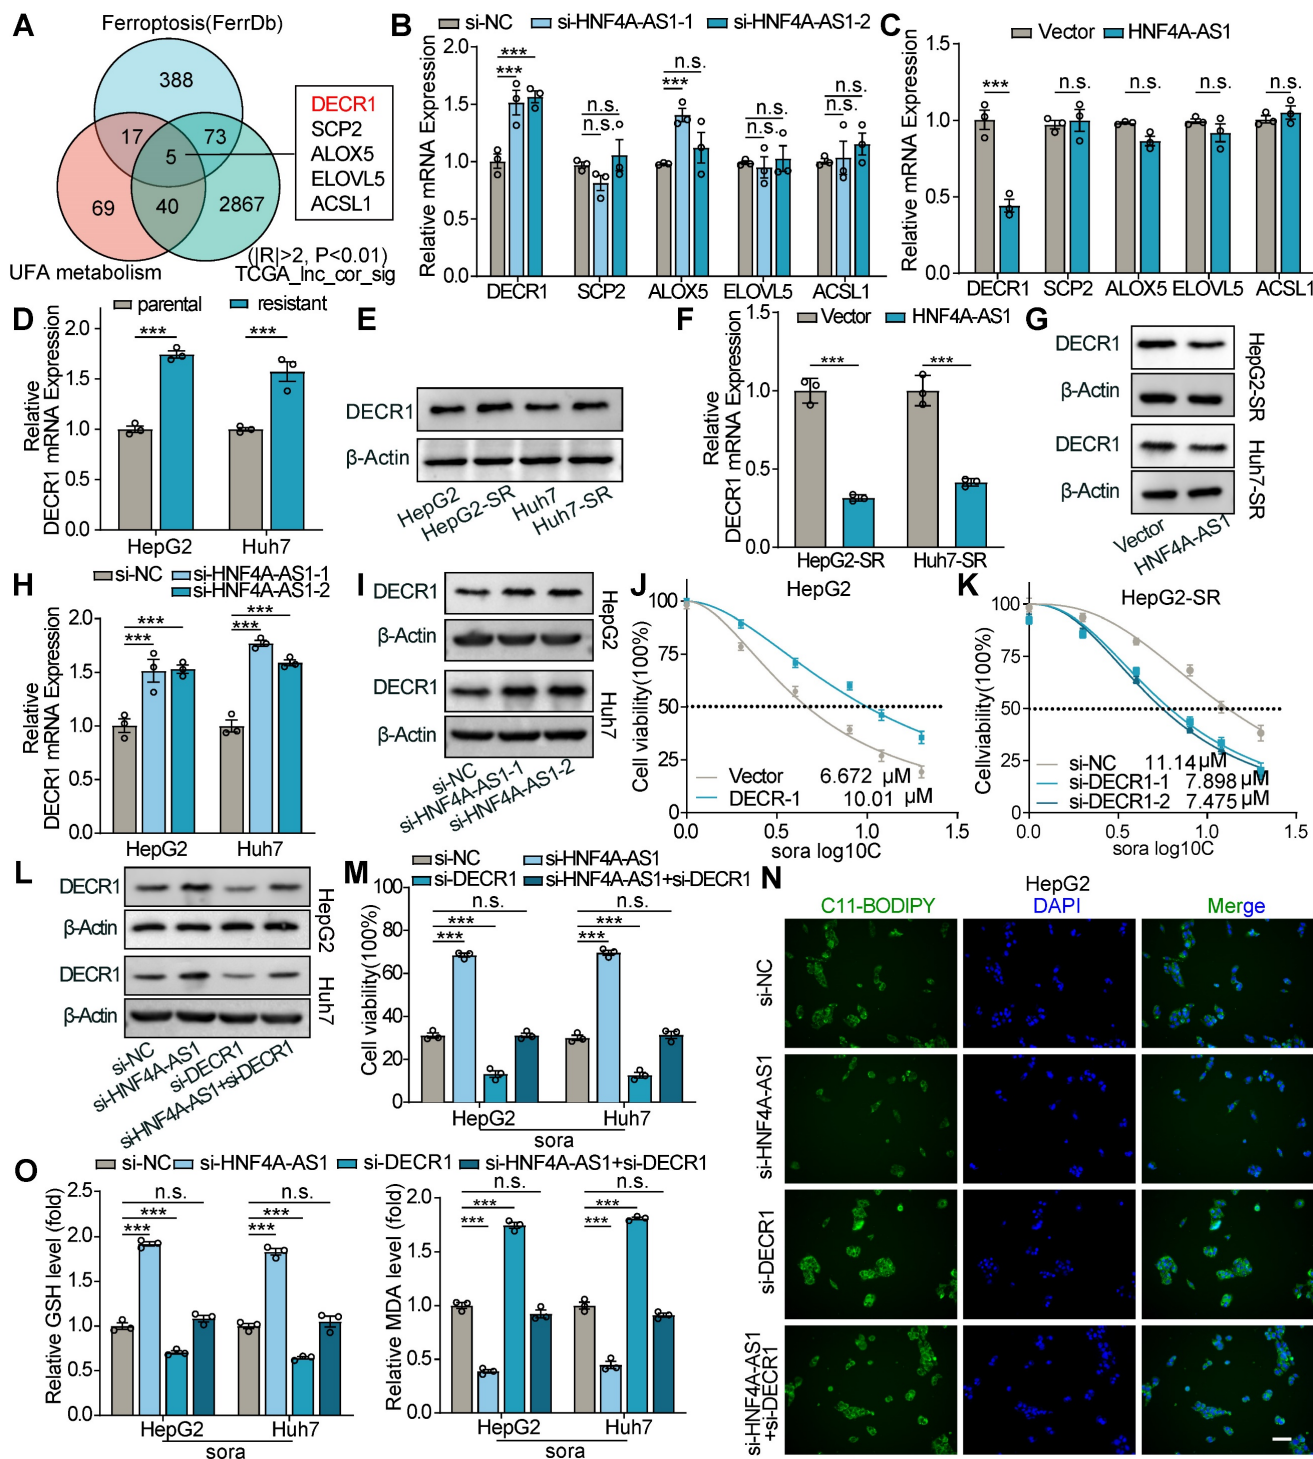 A
Ferroptosis(FerrDb)
388
17
73
5
69
40
2867
DECR1
SCP2
ALOX5
ELOVL5
ACSL1
UFA metabolism
(|R|>2, P<0.01)
TCGA_lnc_cor_sig
B
si-NC
si-HNF4A-AS1-1
si-HNF4A-AS1-2
Relative mRNA Expression
2.0
1.5
1.0
0.5
0.0
***
***
n.s.
n.s.
***
n.s.
n.s.
n.s.
n.s.
n.s.
DECR1
SCP2
ALOX5
ELOVL5
ACSL1
C
Vector
HNF4A-AS1
Relative mRNA Expression
1.5
1.0
0.5
0.0
***
n.s.
n.s.
n.s.
n.s.
DECR1
SCP2
ALOX5
ELOVL5
ACSL1
D
parental
resistant
Relative
DECR1 mRNA Expression
2.0
1.5
1.0
0.5
0.0
***
***
HepG2
Huh7
E
DECR1
β-Actin
HepG2
HepG2-SR
Huh7
Huh7-SR
F
Vector
HNF4A-AS1
Relative
DECR1 mRNA Expression
1.5
1.0
0.5
0.0
***
***
HepG2-SR
Huh7-SR
G
DECR1
β-Actin
DECR1
β-Actin
HepG2-SR
Huh7-SR
Vector
HNF4A-AS1
H
si-NC
si-HNF4A-AS1-1
si-HNF4A-AS1-2
Relative
DECR1 mRNA Expression
2.0
1.5
1.0
0.5
0.0
***
***
***
***
HepG2
Huh7
I
DECR1
β-Actin
DECR1
β-Actin
HepG2
Huh7
si-NC
si-HNF4A-AS1-1
si-HNF4A-AS1-2
J
HepG2
Cell viability(100%)
100
75
50
25
0
Vector 6.672 μM
DECR-1 10.01 μM
0.0
0.5
1.0
1.5
sora log10C
K
HepG2-SR
Cellviability(100%)
100
75
50
25
0
si-NC 11.14 μM
si-DECR1-1 7.898 μM
si-DECR1-2 7.475 μM
0.0
0.5
1.0
1.5
sora log10C
L
DECR1
β-Actin
DECR1
β-Actin
HepG2
Huh7
si-NC
si-HNF4A-AS1
si-DECR1
si-HNF4A-AS1+si-DECR1
M
si-NC
si-HNF4A-AS1
si-DECR1
si-HNF4A-AS1+si-DECR1
Cell viability(100%)
100
80
60
40
20
0
n.s.
***
***
n.s.
***
***
HepG2
Huh7
sora
N
HepG2
C11-BODIPY
DAPI
Merge
si-NC
si-HNF4A-AS1
si-DECR1
si-HNF4A-AS1
+si-DECR1
O
si-NC
si-HNF4A-AS1
si-DECR1
si-HNF4A-AS1+si-DECR1
Relative GSH level (fold)
2.5
2.0
1.5
1.0
0.5
0.0
n.s.
***
***
n.s.
***
***
HepG2
Huh7
sora
Relative MDA level (fold)
2.0
1.5
1.0
0.5
0.0
n.s.
***
***
n.s.
***
***
HepG2
Huh7
sora